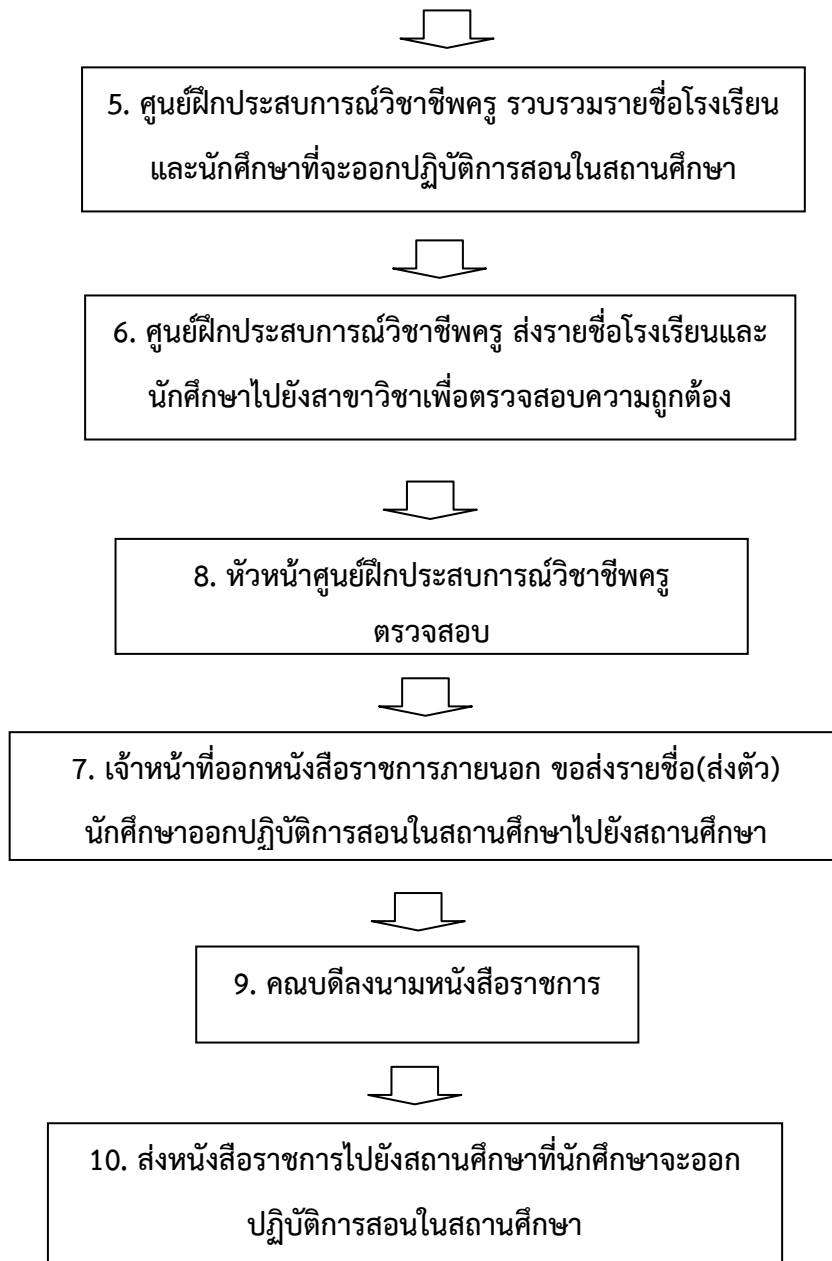 5. ศูนย์ฝึกประสบการณ์วิชาชีพครู รวบรวมรายชื่อโรงเรียน
และนักศึกษาที่จะออกปฏิบัติการสอนในสถานศึกษา
6. ศูนย์ฝึกประสบการณ์วิชาชีพครู ส่งรายชื่อโรงเรียนและ
นักศึกษาไปยังสาขาวิชาเพื่อตรวจสอบความถูกต้อง
8. หัวหน้าศูนย์ฝึกประสบการณ์วิชาชีพครู
ตรวจสอบ
7. เจ้าหน้าที่ออกหนังสือราชการภายนอก ขอส่งรายชื่อ(ส่งตัว)
นักศึกษาออกปฏิบัติการสอนในสถานศึกษาไปยังสถานศึกษา
9. คณบดีลงนามหนังสือราชการ
10. ส่งหนังสือราชการไปยังสถานศึกษาที่นักศึกษาจะออก
ปฏิบัติการสอนในสถานศึกษา